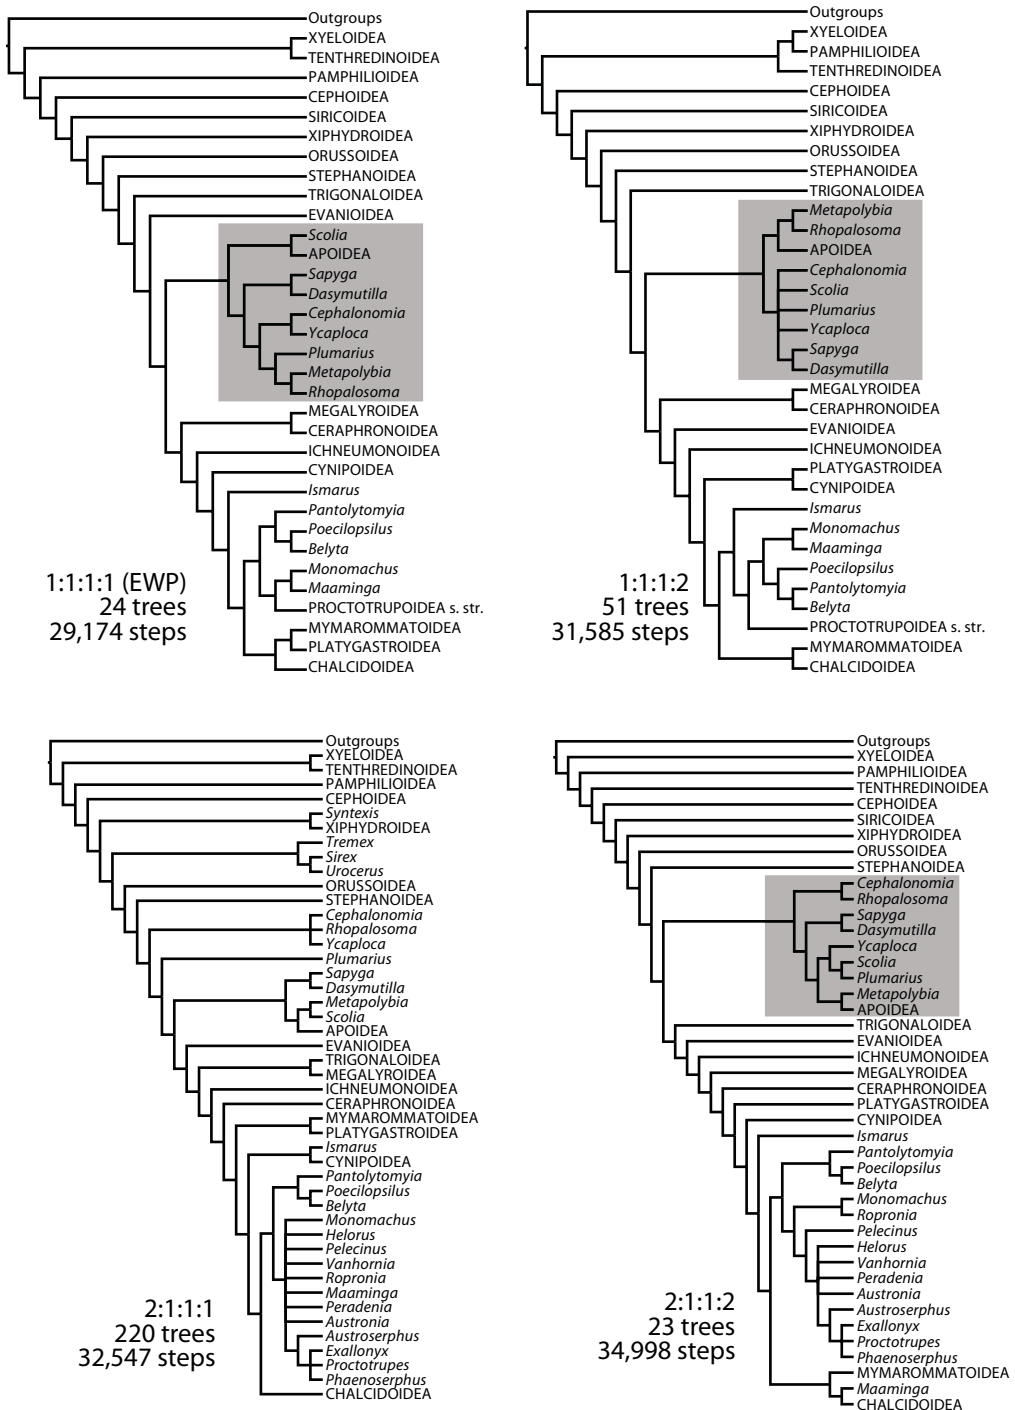 Outgroups
XYELOIDEA
TENTHREDINOIDEA
PAMPHILIOIDEA
CEPHOIDEA
SIRICOIDEA
XIPHYDROIDEA
ORUSSOIDEA
STEPHANOIDEA
TRIGONALOIDEA
EVANIOIDEA
Scolia
APOIDEA
Sapyga
Dasymutilla
Cephalonomia
Ycaploca
Plumarius
Metapolybia
Rhopalosoma
MEGALYROIDEA
CERAPHRONOIDEA
ICHNEUMONOIDEA
CYNIPOIDEA
Ismarus
Pantolytomyia
Poecilopsilus
Belyta
Monomachus
Maaminga
PROCTOTRUPOIDEA s. str.
MYMAROMMATOIDEA
PLATYGASTROIDEA
CHALCIDOIDEA
1:1:1:1 (EWP)
24 trees
29,174 steps
Outgroups
XYELOIDEA
PAMPHILIOIDEA
TENTHREDINOIDEA
CEPHOIDEA
SIRICOIDEA
XIPHYDROIDEA
ORUSSOIDEA
STEPHANOIDEA
TRIGONALOIDEA
Metapolybia
Rhopalosoma
APOIDEA
Cephalonomia
Scolia
Plumarius
Ycaploca
Sapyga
Dasymutilla
MEGALYROIDEA
CERAPHRONOIDEA
EVANIOIDEA
ICHNEUMONOIDEA
PLATYGASTROIDEA
CYNIPOIDEA
Ismarus
Monomachus
Maaminga
Poecilopsilus
Pantolytomyia
Belyta
PROCTOTRUPOIDEA s. str.
MYMAROMMATOIDEA
CHALCIDOIDEA
1:1:1:2
51 trees
31,585 steps
Outgroups
XYELOIDEA
TENTHREDINOIDEA
PAMPHILIOIDEA
CEPHOIDEA
Syntexis
XIPHYDROIDEA
Tremex
Sirex
Urocerus
ORUSSOIDEA
STEPHANOIDEA
Cephalonomia
Rhopalosoma
Ycaploca
Plumarius
Sapyga
Dasymutilla
Metapolybia
Scolia
APOIDEA
EVANIOIDEA
TRIGONALOIDEA
MEGALYROIDEA
ICHNEUMONOIDEA
CERAPHRONOIDEA
MYMAROMMATOIDEA
PLATYGASTROIDEA
Ismarus
CYNIPOIDEA
Pantolytomyia
Poecilopsilus
Belyta
Monomachus
Helorus
Pelecinus
Vanhornia
Ropronia
Maaminga
Peradenia
Austronia
Austroserphus
Exallonyx
Proctotrupes
Phaenoserphus
CHALCIDOIDEA
2:1:1:1
220 trees
32,547 steps
Outgroups
XYELOIDEA
PAMPHILIOIDEA
TENTHREDINOIDEA
CEPHOIDEA
SIRICOIDEA
XIPHYDROIDEA
ORUSSOIDEA
STEPHANOIDEA
Cephalonomia
Rhopalosoma
Sapyga
Dasymutilla
Ycaploca
Scolia
Plumarius
Metapolybia
APOIDEA
TRIGONALOIDEA
EVANIOIDEA
ICHNEUMONOIDEA
MEGALYROIDEA
CERAPHRONOIDEA
PLATYGASTROIDEA
CYNIPOIDEA
Ismarus
Pantolytomyia
Poecilopsilus
Belyta
Monomachus
Ropronia
Pelecinus
Helorus
Vanhornia
Peradenia
Austronia
Austroserphus
Exallonyx
Proctotrupes
Phaenoserphus
MYMAROMMATOIDEA
Maaminga
CHALCIDOIDEA
2:1:1:2
23 trees
34,998 steps